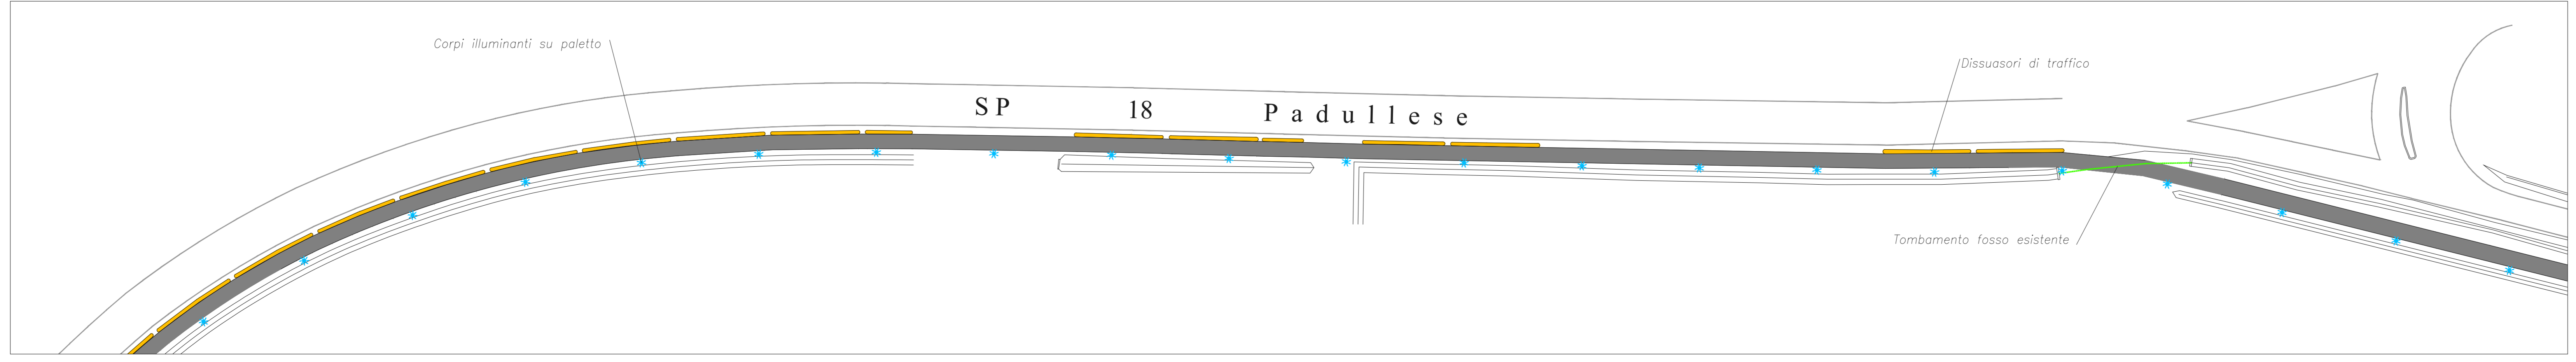 Corpi illuminanti su paletto
Dissuasori di traffico
SP 18 Padullese
Tombamento fosso esistente